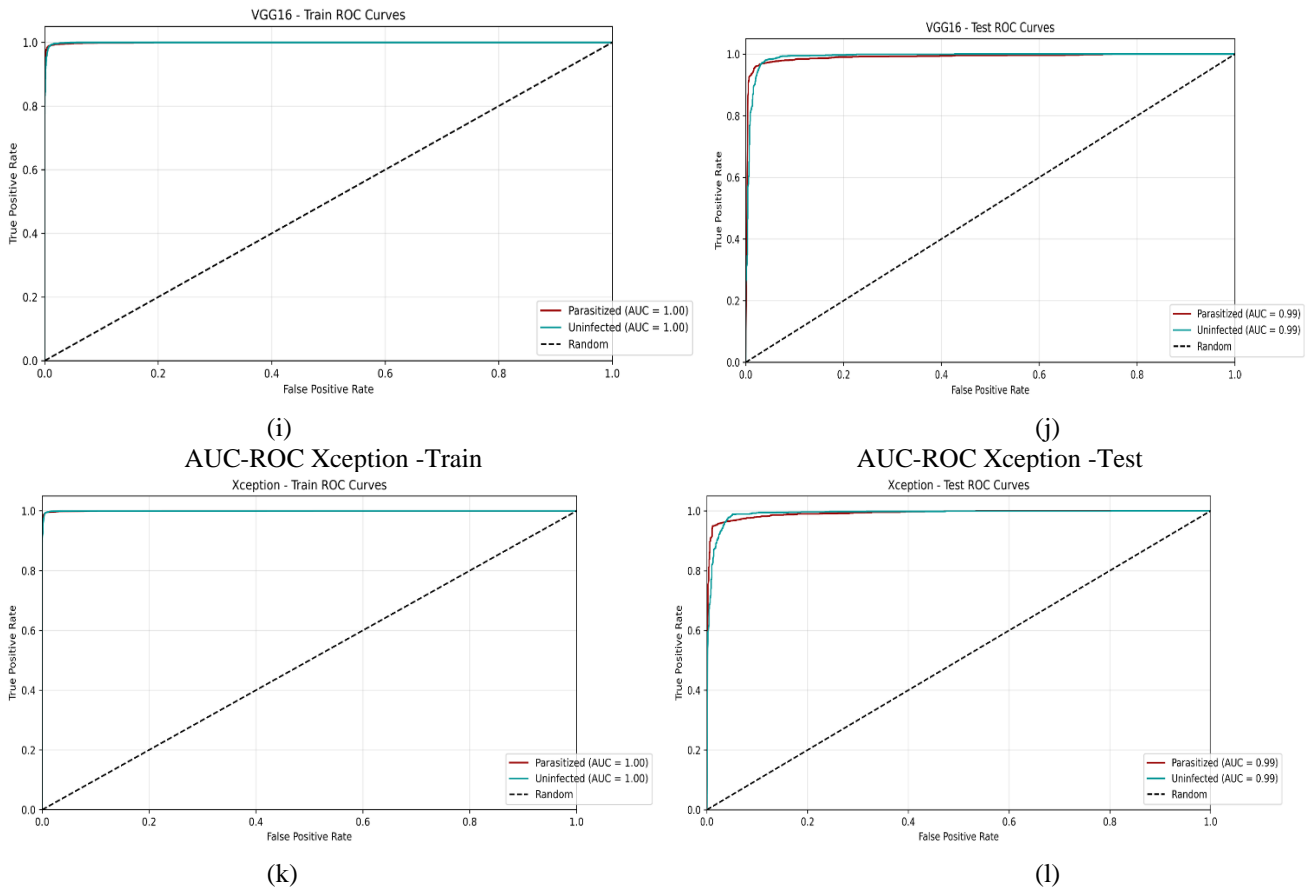 VGG16 - Train ROC Curves
1.0
0.8
0.6
0.4
0.2
0.0
True Positive Rate
0.0 0.2 0.4 0.6 0.8 1.0
False Positive Rate
Parasitized (AUC = 1.00)
Uninfected (AUC = 1.00)
Random
(i)
VGG16 - Test ROC Curves
1.0
0.8
0.6
0.4
0.2
0.0
True Positive Rate
0.0 0.2 0.4 0.6 0.8 1.0
False Positive Rate
Parasitized (AUC = 0.99)
Uninfected (AUC = 0.99)
Random
(j)
AUC-ROC Xception -Train
Xception - Train ROC Curves
1.0
0.8
0.6
0.4
0.2
0.0
True Positive Rate
0.0 0.2 0.4 0.6 0.8 1.0
False Positive Rate
Parasitized (AUC = 1.00)
Uninfected (AUC = 1.00)
Random
(k)
AUC-ROC Xception -Test
Xception - Test ROC Curves
1.0
0.8
0.6
0.4
0.2
0.0
True Positive Rate
0.0 0.2 0.4 0.6 0.8 1.0
False Positive Rate
Parasitized (AUC = 0.99)
Uninfected (AUC = 0.99)
Random
(l)